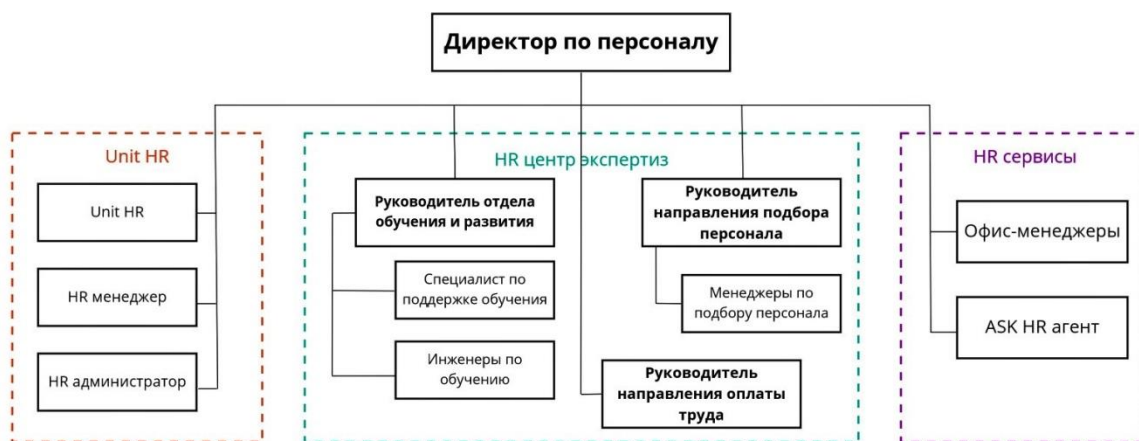 Директор по персоналу
Unit HR
Unit HR
HR менеджер
HR администратор
HR центр экспертиз
Руководитель отдела
обучения и развития
Специалист по
поддержке обучения
Инженеры по
обучению
Руководитель
направления подбора
персонала
Менеджеры по
подбору персонала
Руководитель
направления оплаты
труда
HR сервисы
Офис-менеджеры
ASK HR агент